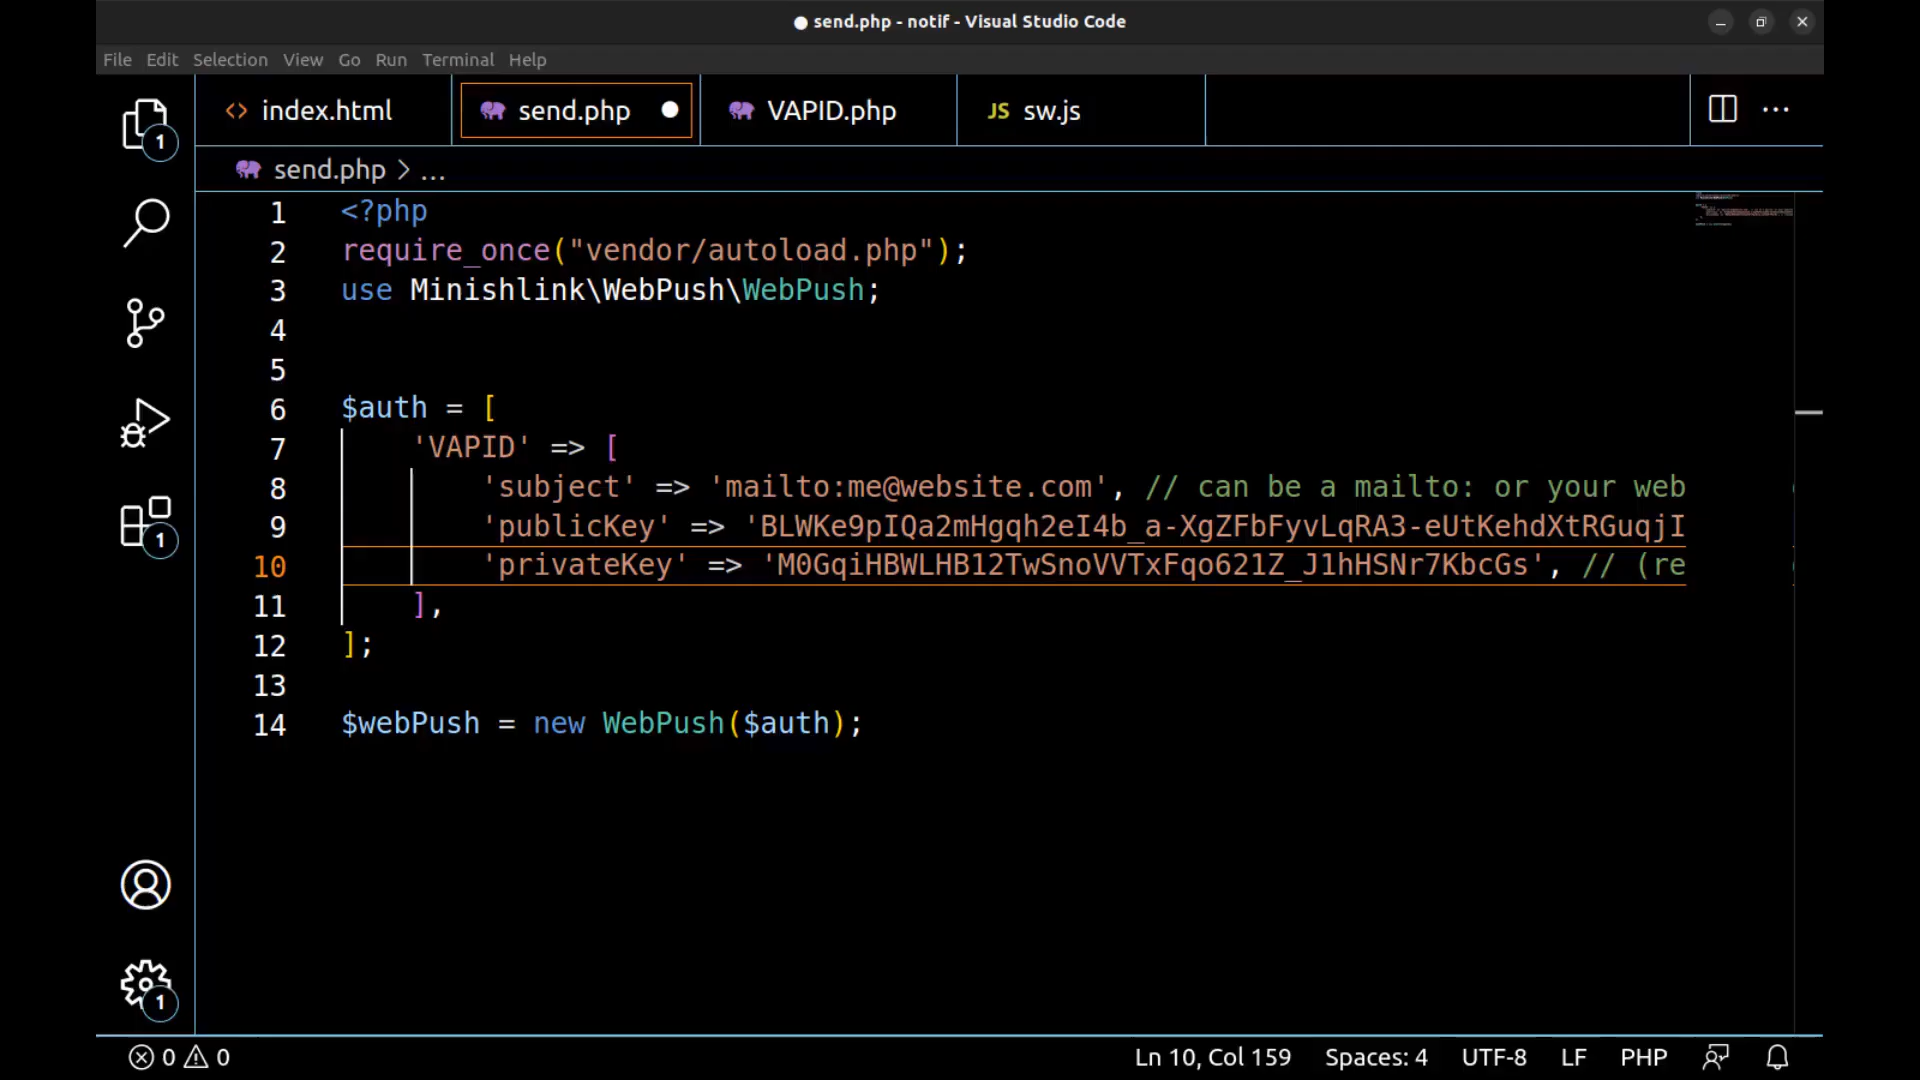 send.php - notif - Visual Studio Code
File Edit Selection View Go Run Terminal Help
index.html send.php VAPID.php JS sw.js
1
send.php > ...
1 <?php
2 require_once("vendor/autoload.php");
3 use Minishlink\WebPush\WebPush;
4
5
6 $auth = [
7 'VAPID' => [
8 'subject' => 'mailto:me@website.com', // can be a mailto: or your web
9 'publicKey' => 'BLWKe9pIQa2mHgqh2eI4b_a-XgZFbFyvLqRA3-eUtKehdXtRGuqjI
10 'privateKey' => 'M0GqiHBWLHB12TwSnoVVTxFqo621Z_J1hHSNr7KbcGs', // (re
1
11 ],
12 ];
13
14 $webPush = new WebPush($auth);
1
0 0 Ln 10, Col 159 Spaces: 4 UTF-8 LF PHP